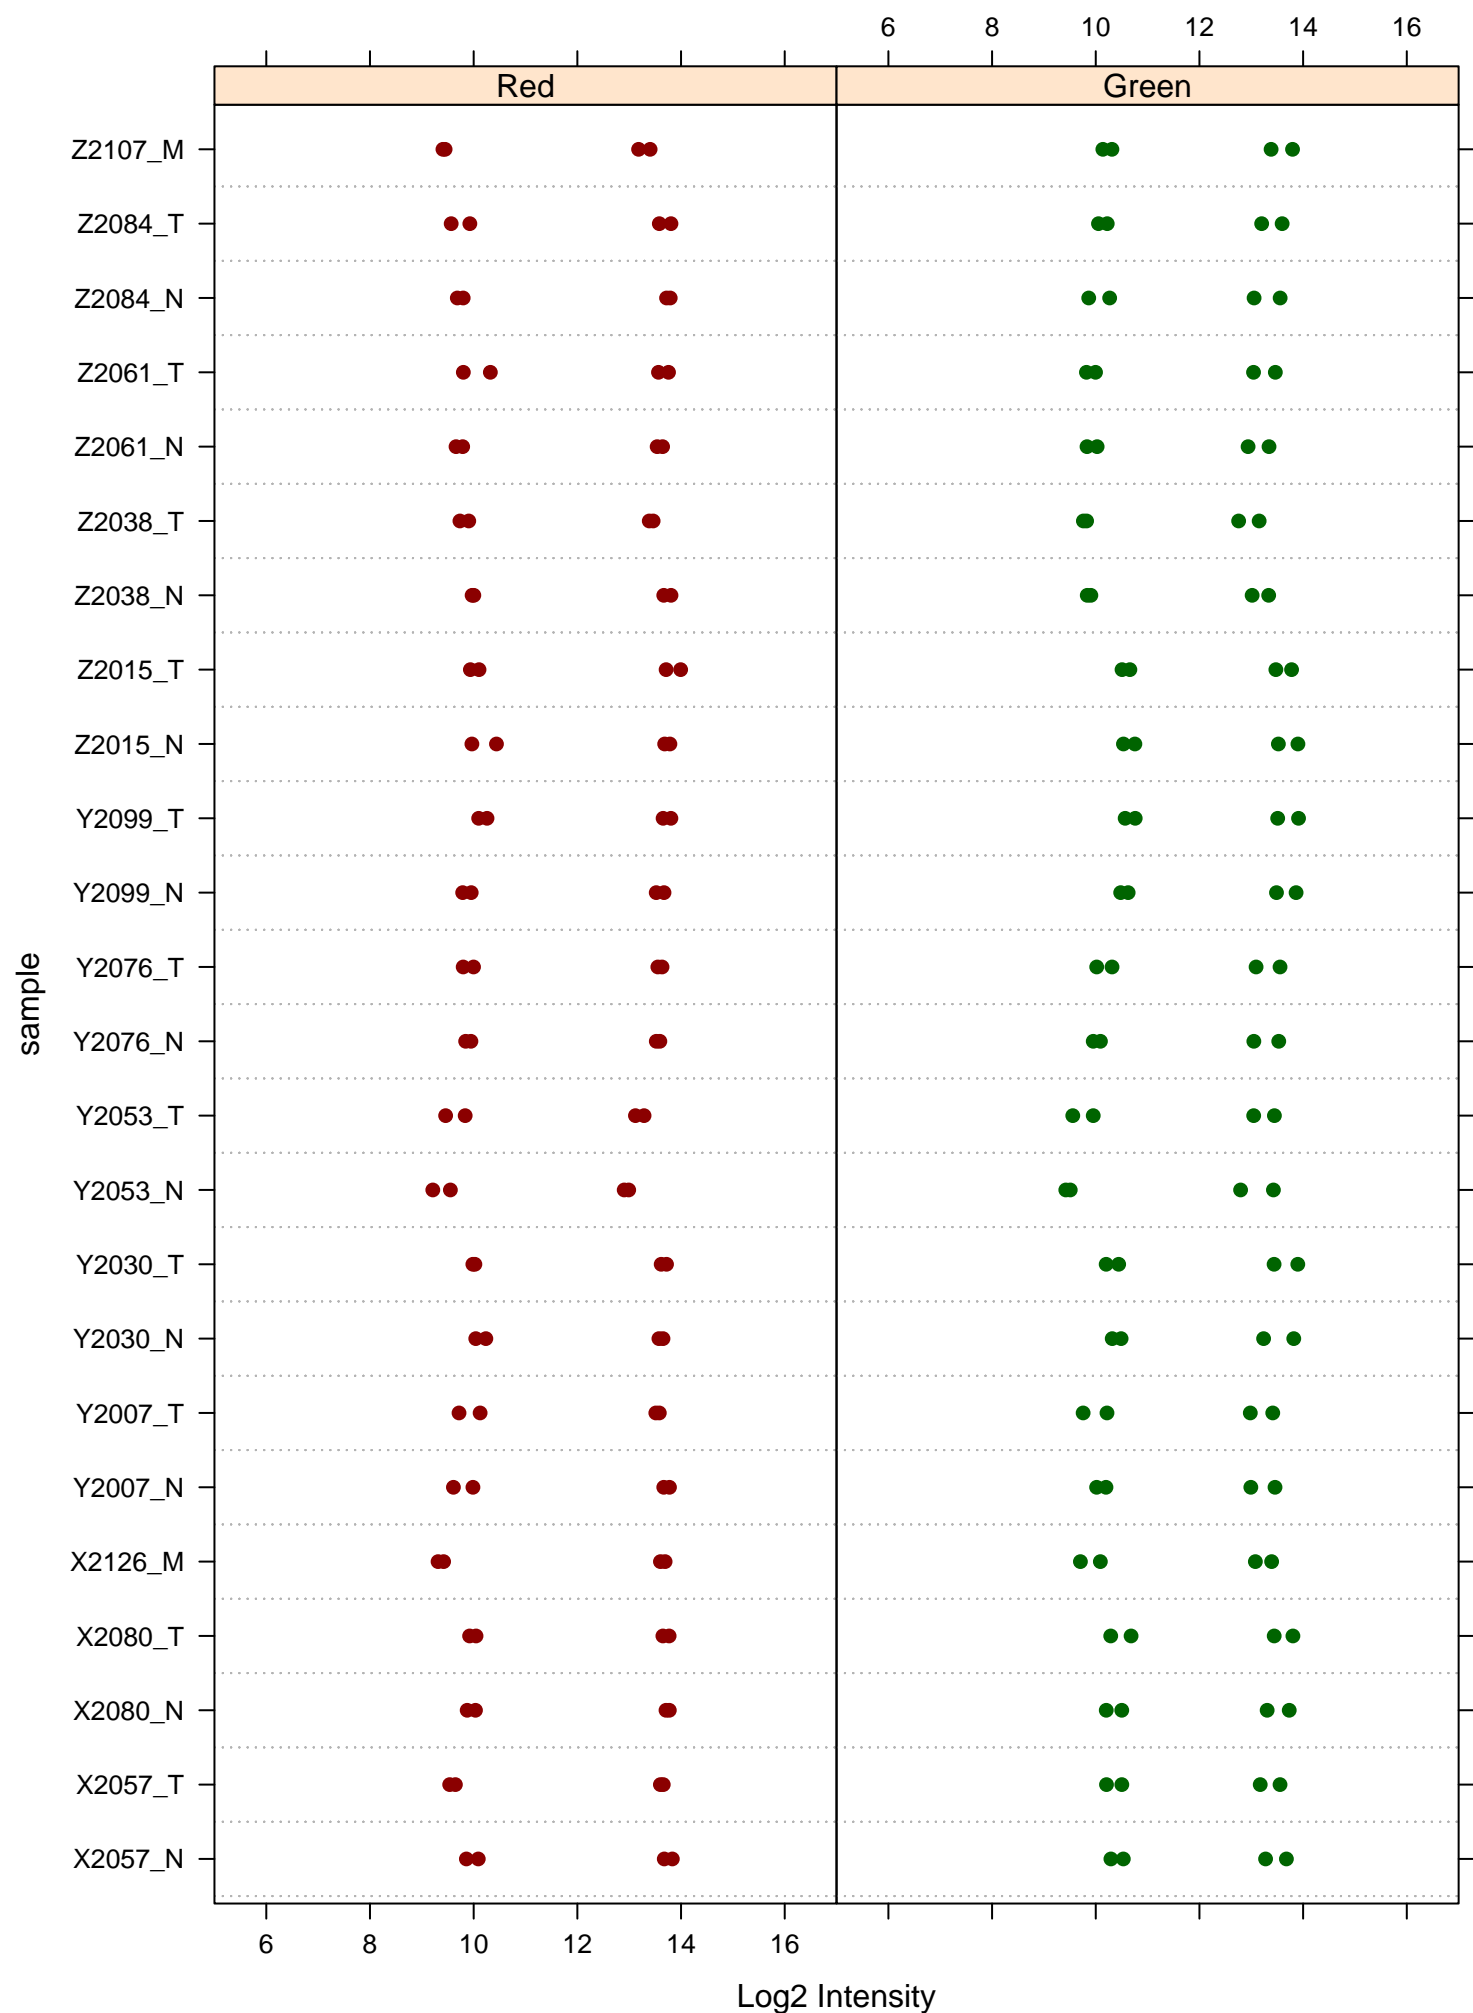 6 8 10 12 14 16
Red Green
Z2107_M
Z2084_T
Z2084_N
Z2061_T
Z2061_N
Z2038_T
Z2038_N
Z2015_T
Z2015_N
Y2099_T
Y2099_N
Y2076_T
Y2076_N
Y2053_T
Y2053_N
Y2030_T
Y2030_N
Y2007_T
Y2007_N
X2126_M
X2080_T
X2080_N
X2057_T
X2057_N
sample
6 8 10 12 14 16
Log2 Intensity